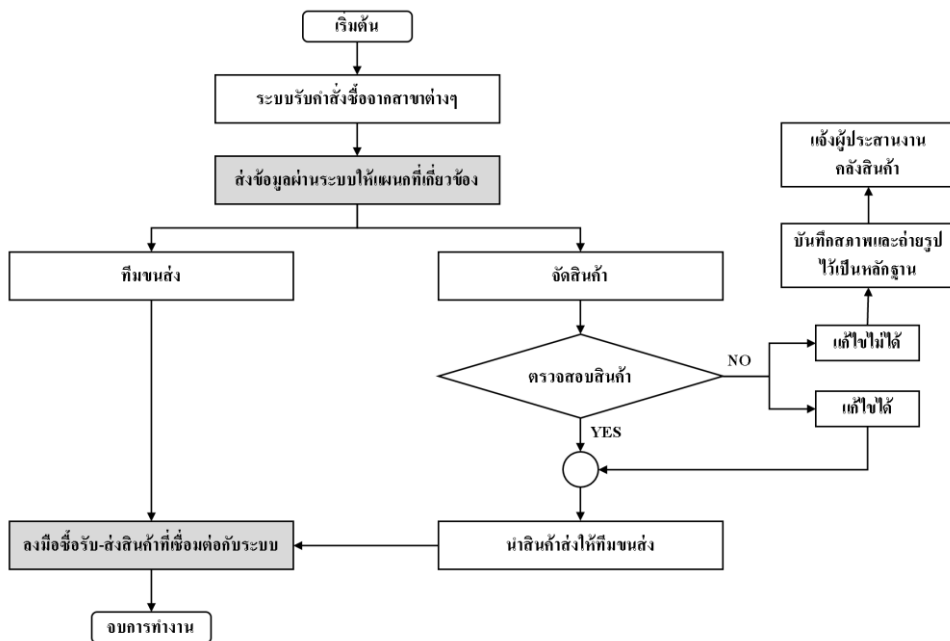 เริ่มต้น
ระบบรับคำสั่งซื้อจากสาขาต่างๆ
ส่งข้อมูลผ่านระบบให้แผนกที่เกี่ยวข้อง
ทีมขนส่ง
จัดสินค้า
ตรวจสอบสินค้า
NO
YES
แก้ไขไม่ได้
แก้ไขได้
บันทึกสภาพและถ่ายรูป
ไว้เป็นหลักฐาน
แจ้งผู้ประสานงาน
คลังสินค้า
นำสินค้าส่งให้ทีมขนส่ง
ลงมือชื่อรับ-ส่งสินค้าที่เชื่อมต่อกับระบบ
จบการทำงาน